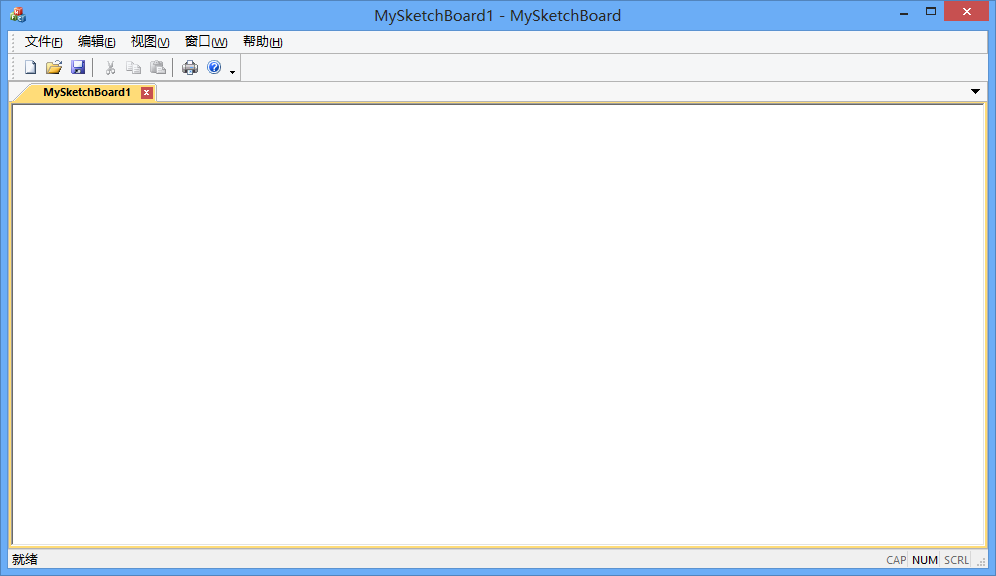 MySketchBoard1 - MySketchBoard
文件(F) 编辑(E) 视图(V) 窗口(W) 帮助(H)
MySketchBoard1
就绪 CAP NUM SCRL